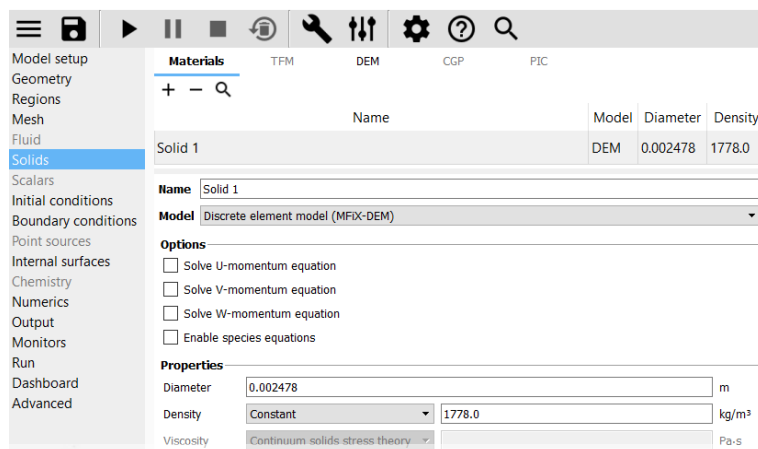 Model setup
Geometry
Regions
Mesh
Fluid
Solids
Scalars
Initial conditions
Boundary conditions
Point sources
Internal surfaces
Chemistry
Numerics
Output
Monitors
Run
Dashboard
Advanced
Materials TFM DEM CGP PIC
Name Model Diameter Density
Solid 1 DEM 0.002478 1778.0
Name Solid 1
Model Discrete element model (MFiX-DEM)
Options
Solve U-momentum equation
Solve V-momentum equation
Solve W-momentum equation
Enable species equations
Properties
Diameter 0.002478 m
Density Constant 1778.0 kg/m³
Viscosity Continuum solids stress theory Pa·s